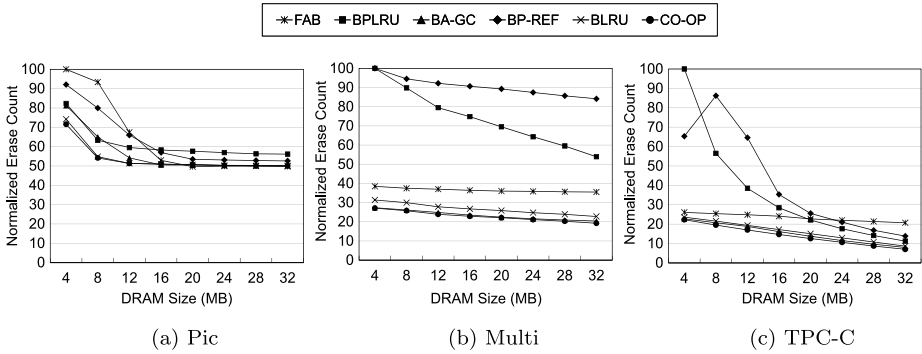 FAB BPLRU BA-GC BP-REF BLRU CO-OP
Normalized Erase Count
100
90
80
70
60
50
40
30
20
10
0
4 8 12 16 20 24 28 32
DRAM Size (MB)
(a) Pic
Normalized Erase Count
100
90
80
70
60
50
40
30
20
10
0
4 8 12 16 20 24 28 32
DRAM Size (MB)
(b) Multi
Normalized Erase Count
100
90
80
70
60
50
40
30
20
10
0
4 8 12 16 20 24 28 32
DRAM Size (MB)
(c) TPC-C